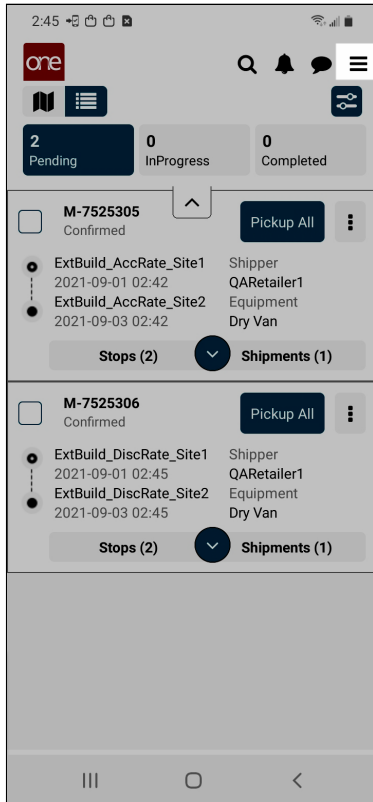 2:45
one
2 0 0
Pending InProgress Completed
M-7525305
Confirmed
Pickup All
ExtBuild_AccRate_Site1 Shipper
2021-09-01 02:42 QARetailer1
ExtBuild_AccRate_Site2 Equipment
2021-09-03 02:42 Dry Van
Stops (2) Shipments (1)
M-7525306
Confirmed
Pickup All
ExtBuild_DiscRate_Site1 Shipper
2021-09-01 02:45 QARetailer1
ExtBuild_DiscRate_Site2 Equipment
2021-09-03 02:45 Dry Van
Stops (2) Shipments (1)